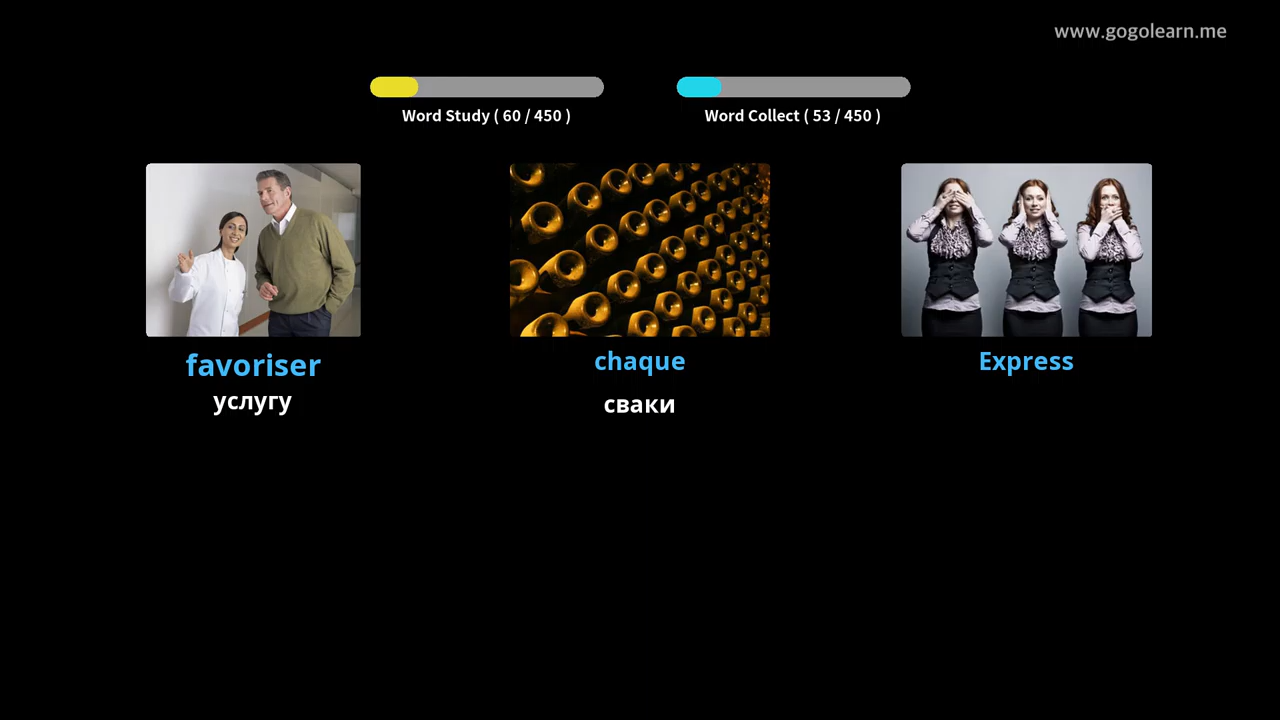 www.gogolearn.me
Word Study ( 60 / 450 )
Word Collect ( 53 / 450 )
favoriser
услугу
chaque
сваки
Express